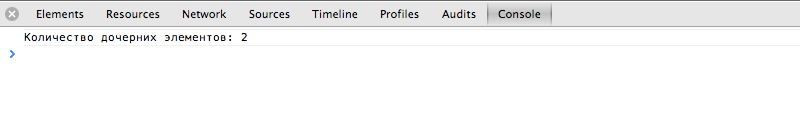 Elements Resources Network Sources Timeline Profiles Audits Console
Количество дочерних элементов: 2